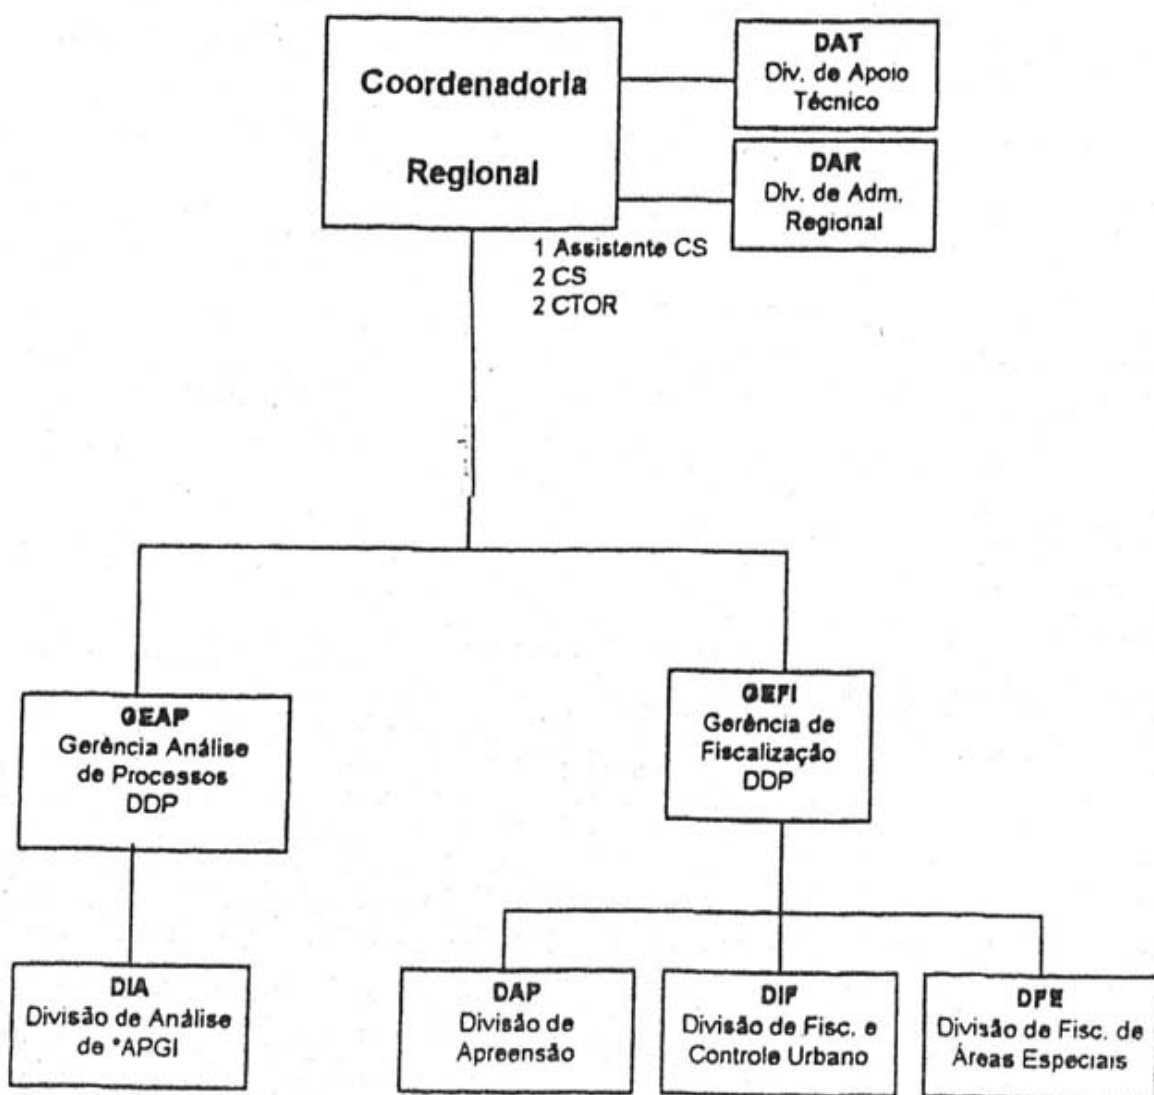 Coordenadoria
Regional
DAT
Div. de Apoio
Técnico
DAR
Div. de Adm.
Regional
1 Assistente CS
2 CS
2 CTOR
GEAP
Gerência Análise
de Processos
DDP
GEFI
Gerência de
Fiscalização
DDP
DIA
Divisão de Análise
de *APGI
DAP
Divisão de
Apreensão
DIF
Divisão de Fisc. e
Controle Urbano
DFE
Divisão de Fisc. de
Áreas Especiais